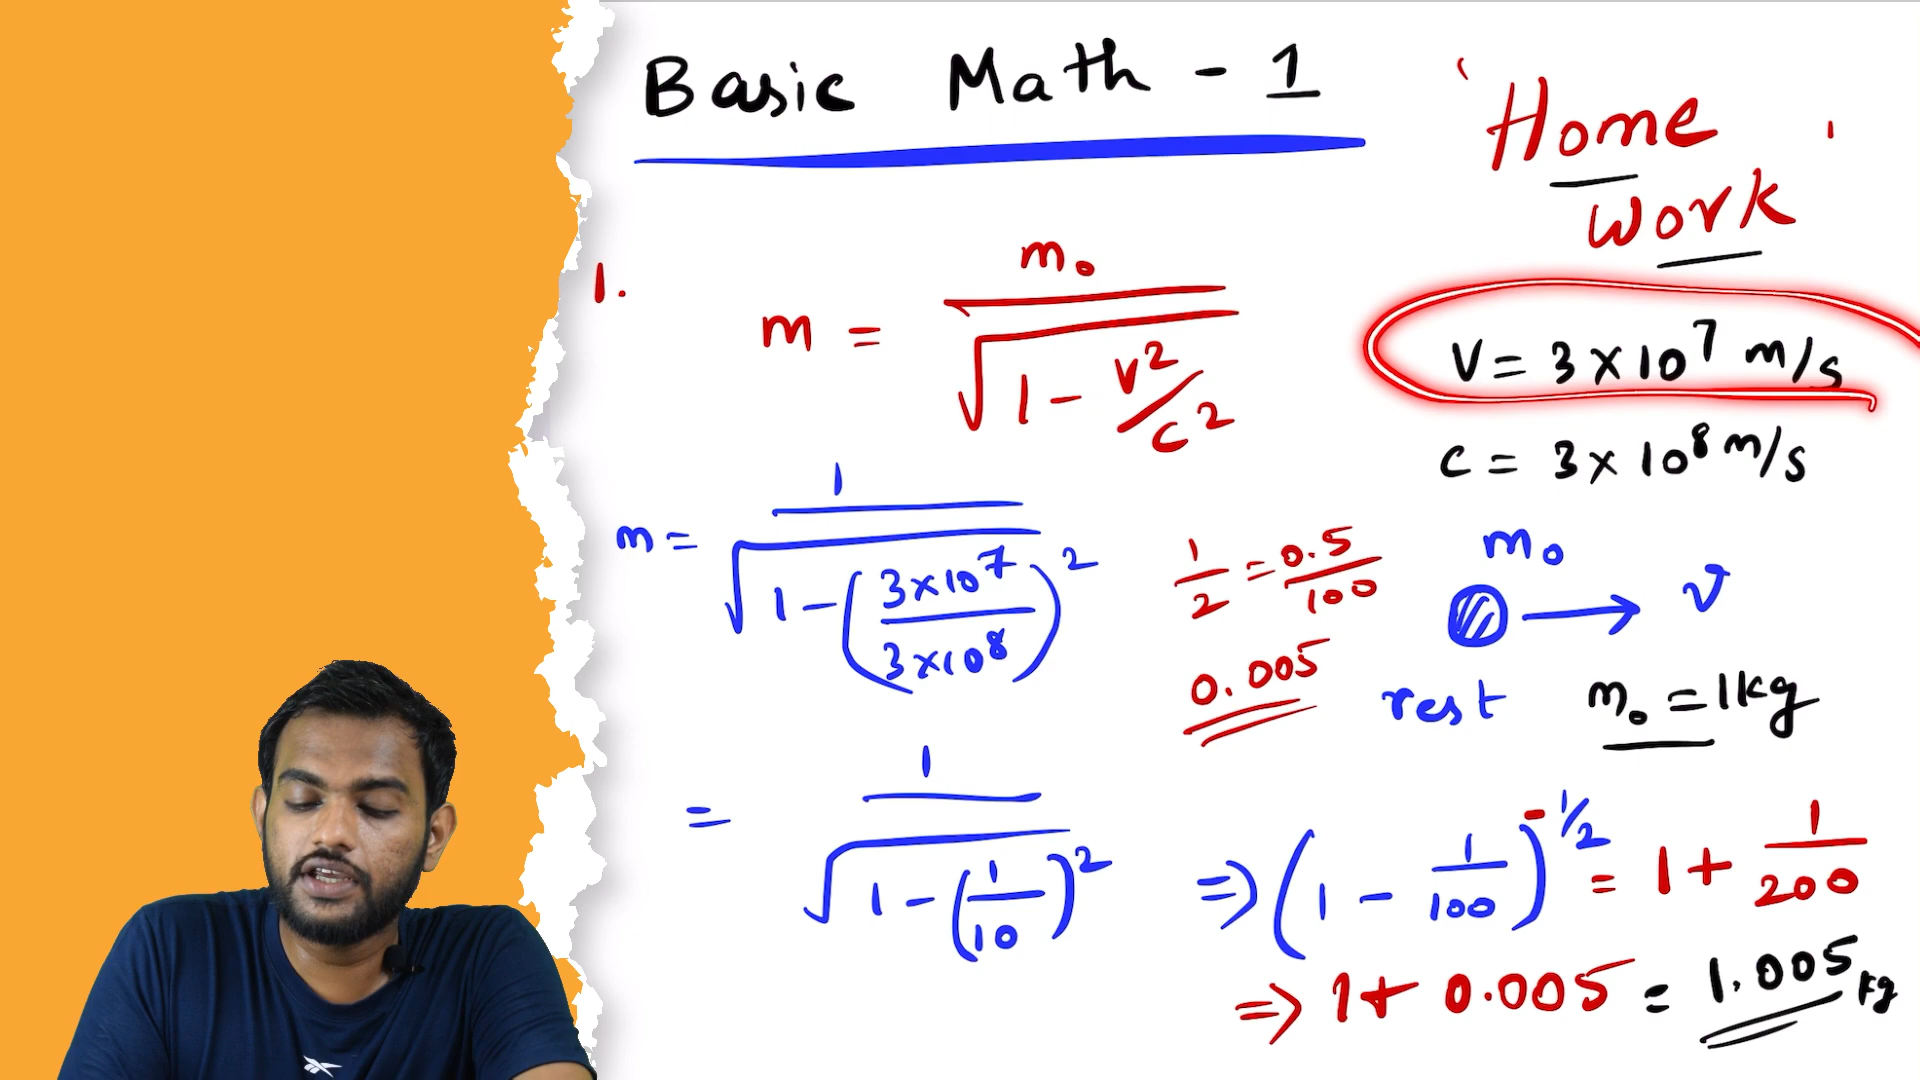 Basic Math - 1
Home
Work
1.
m = m₀ / √(1 - v²/c²)
V = 3 × 10⁷ m/s
c = 3 × 10⁸ m/s
m = 1 / √(1 - (3×10⁷ / 3×10⁸)²)
1/2 = 0.5/100
0.005
m₀ → v
rest
m₀ = 1kg
= 1 / √(1 - (1/10)²)
⇒ (1 - 1/100)^(-1/2) = 1 + 1/200
⇒ 1 + 0.005 = 1.005 kg